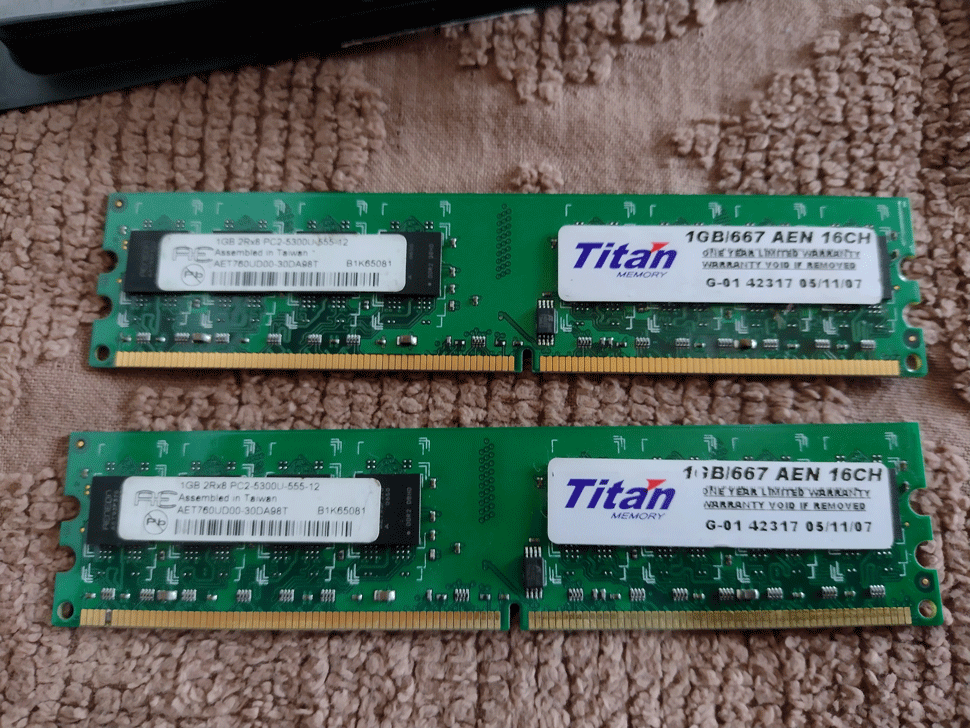 1GB 2Rx8 PC2-5300U-555-12
Assembled in Taiwan
AET760UD00-30DA98T B1K65081
Titan
MEMORY
1GB/667 AEN 16CH
ONE YEAR LIMITED WARRANTY
WARRANTY VOID IF REMOVED
G-01 42317 05/11/07
1GB 2Rx8 PC2-5300U-555-12
Assembled in Taiwan
AET760UD00-30DA98T B1K65081
Titan
MEMORY
1GB/667 AEN 16CH
ONE YEAR LIMITED WARRANTY
WARRANTY VOID IF REMOVED
G-01 42317 05/11/07